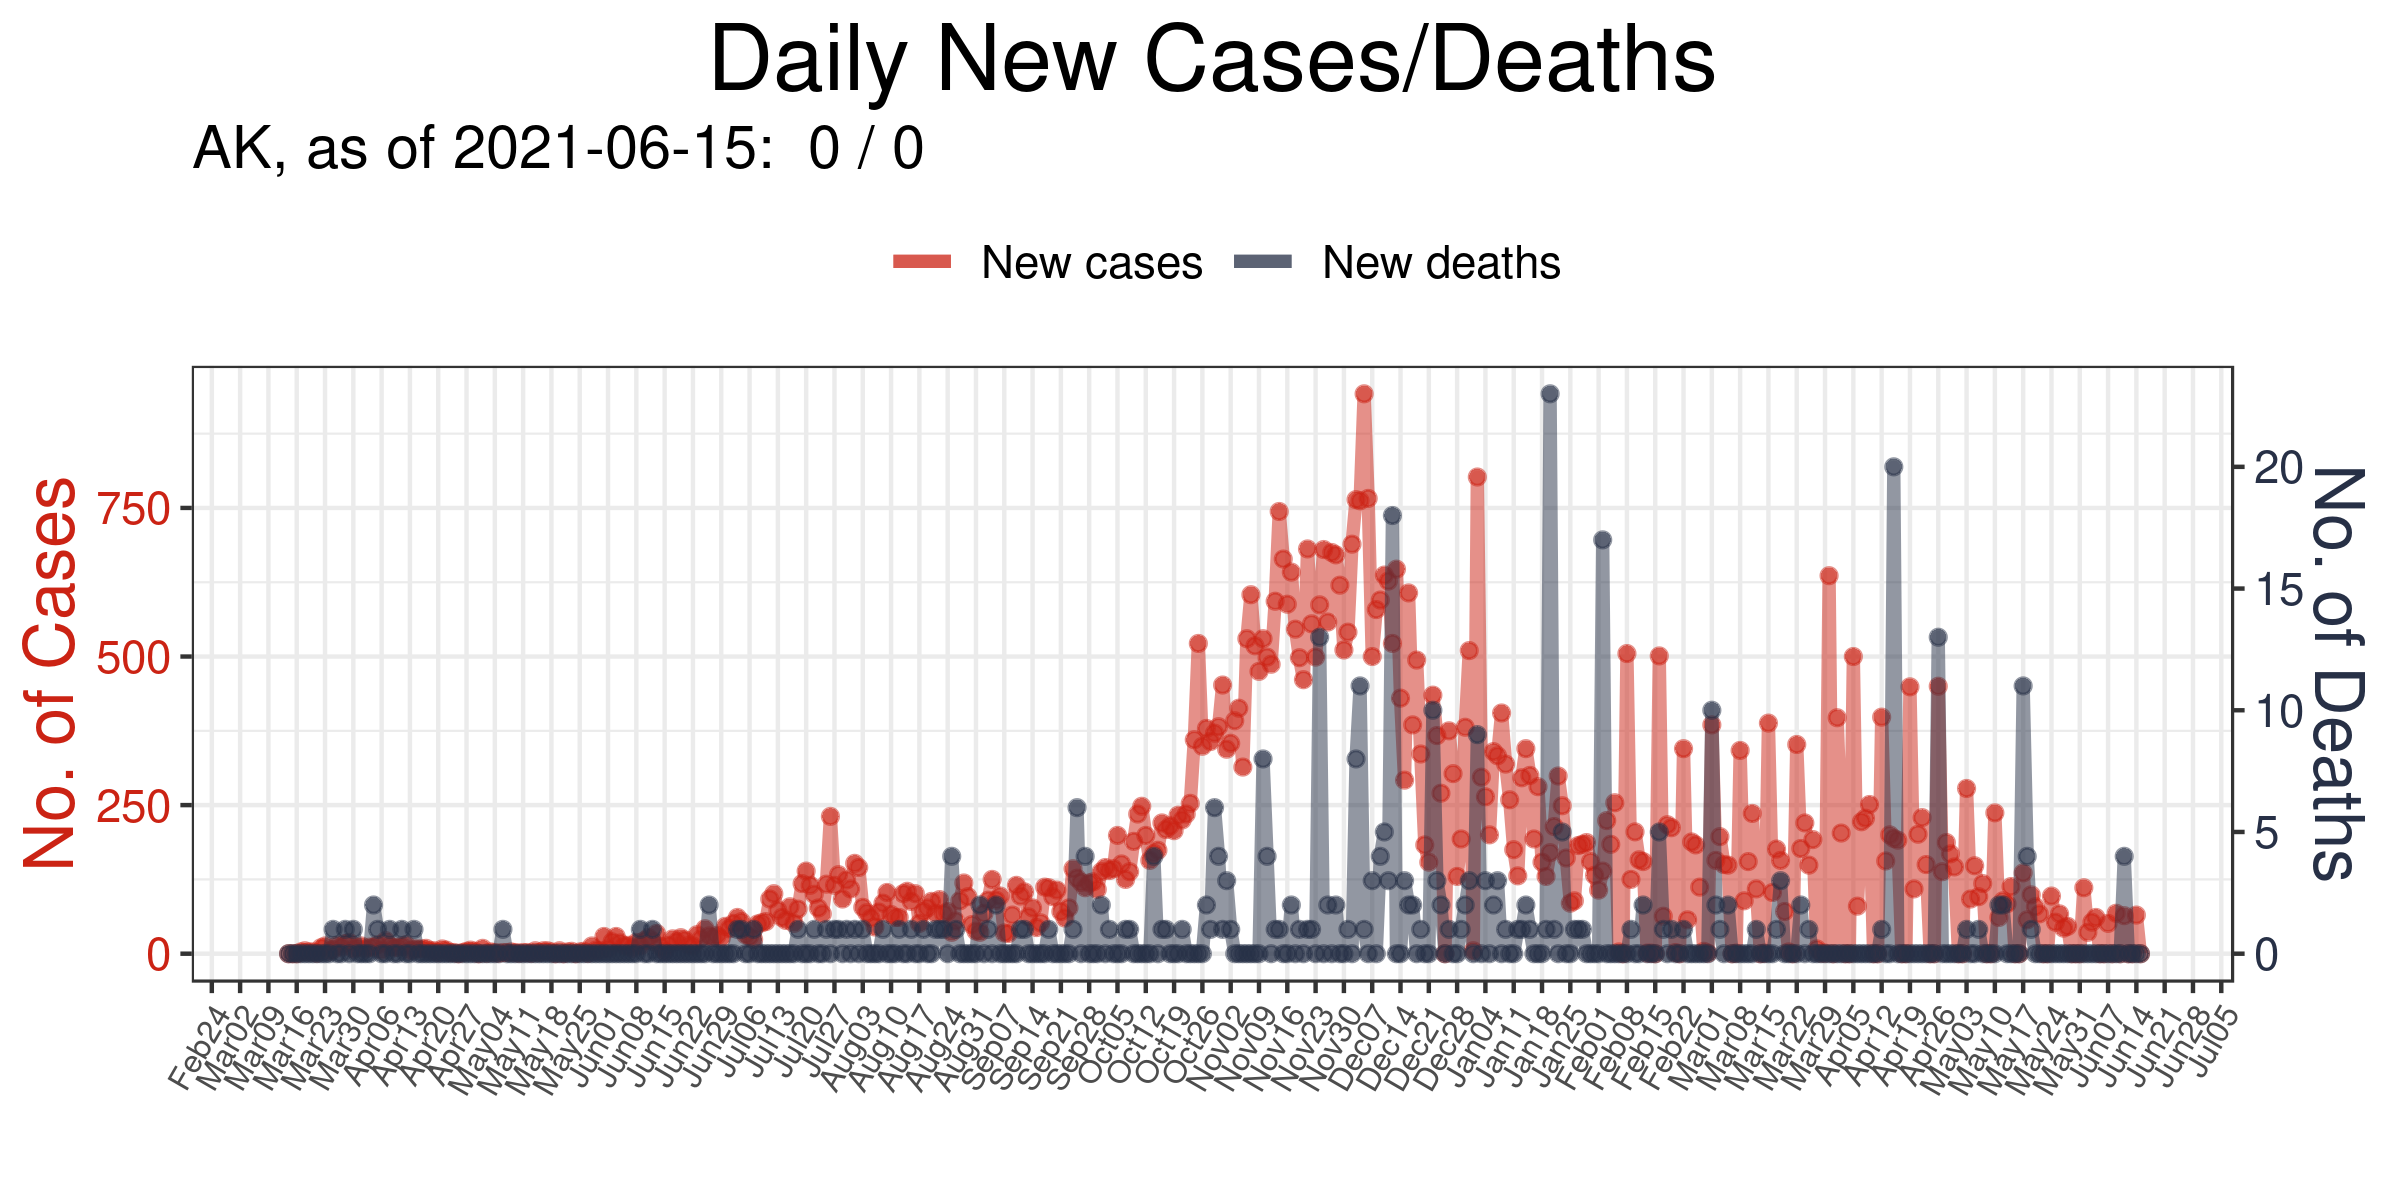 Daily New Cases/Deaths
AK, as of 2021-06-15:  0 / 0
New cases
New deaths
No. of Cases
750
500
250
0
20
15
10
5
0
No. of Deaths
Feb24
Mar02
Mar09
Mar16
Mar23
Mar30
Apr06
Apr13
Apr20
Apr27
May04
May11
May18
May25
Jun01
Jun08
Jun15
Jun22
Jun29
Jul06
Jul13
Jul20
Jul27
Aug03
Aug10
Aug17
Aug24
Aug31
Sep07
Sep14
Sep21
Sep28
Oct05
Oct12
Oct19
Oct26
Nov02
Nov09
Nov16
Nov23
Nov30
Dec07
Dec14
Dec21
Dec28
Jan04
Jan11
Jan18
Jan25
Feb01
Feb08
Feb15
Feb22
Mar01
Mar08
Mar15
Mar22
Mar29
Apr05
Apr12
Apr19
Apr26
May03
May10
May17
May24
May31
Jun07
Jun14
Jun21
Jun28
Jul05